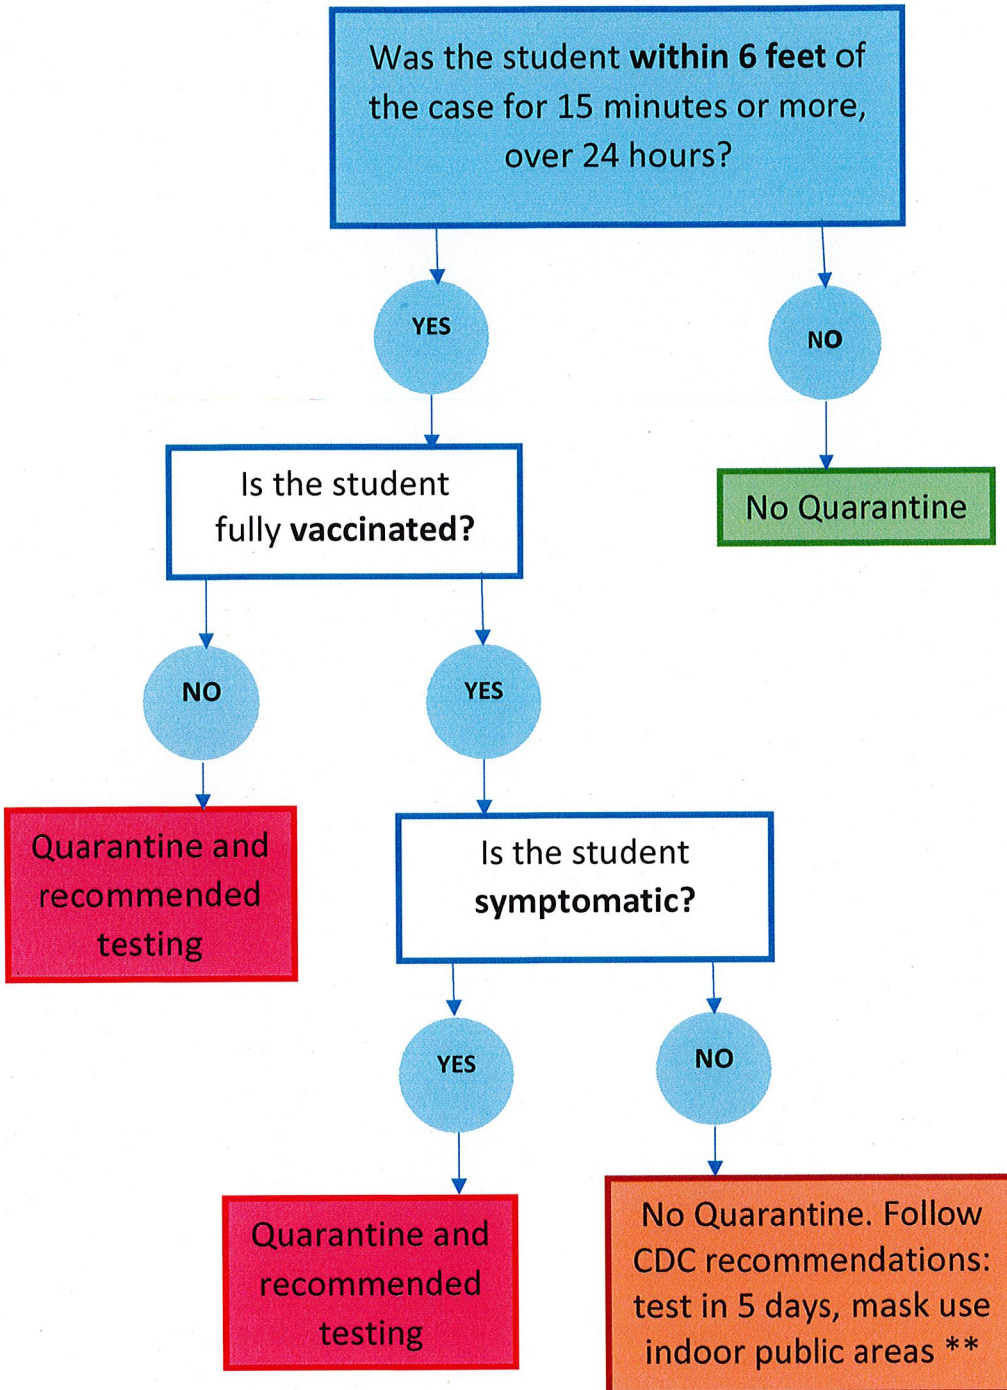 Was the student within 6 feet of
the case for 15 minutes or more,
over 24 hours?
YES
NO
Is the student
fully vaccinated?
No Quarantine
NO
YES
Quarantine and
recommended
testing
Is the student
symptomatic?
YES
NO
Quarantine and
recommended
testing
No Quarantine. Follow
CDC recommendations:
test in 5 days, mask use
indoor public areas **